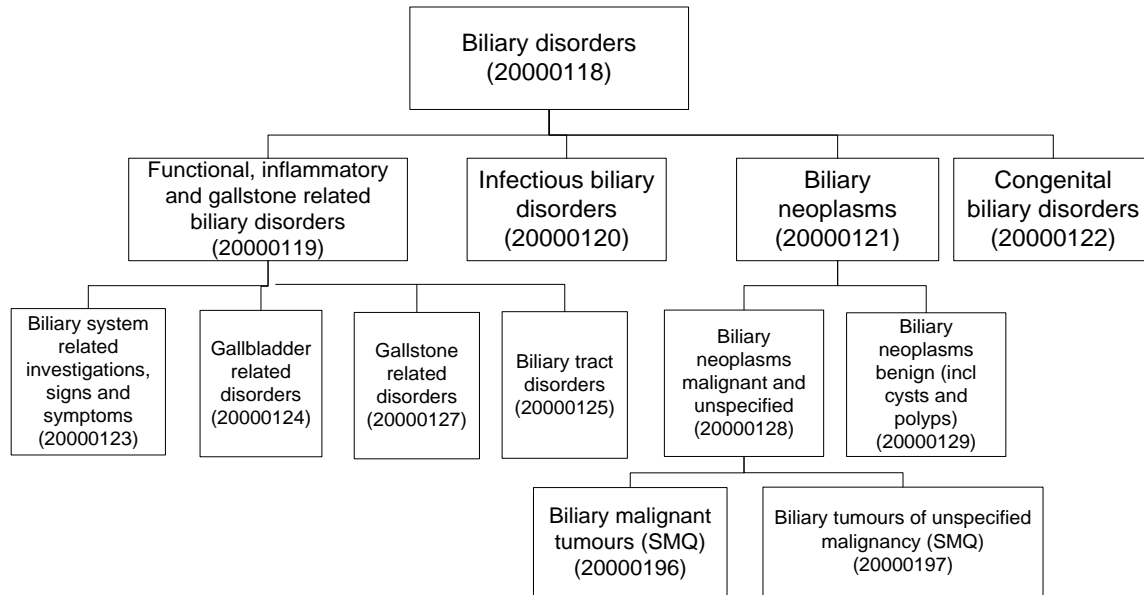 Biliary disorders
(20000118)
Functional, inflammatory
and gallstone related
biliary disorders
(20000119)
Infectious biliary
disorders
(20000120)
Biliary
neoplasms
(20000121)
Congenital
biliary disorders
(20000122)
Biliary system
related
investigations,
signs and
symptoms
(20000123)
Gallbladder
related
disorders
(20000124)
Gallstone
related
disorders
(20000127)
Biliary tract
disorders
(20000125)
Biliary
neoplasms
malignant and
unspecified
(20000128)
Biliary
neoplasms
benign (incl
cysts and
polyps)
(20000129)
Biliary malignant
tumours (SMQ)
(20000196)
Biliary tumours of unspecified
malignancy (SMQ)
(20000197)